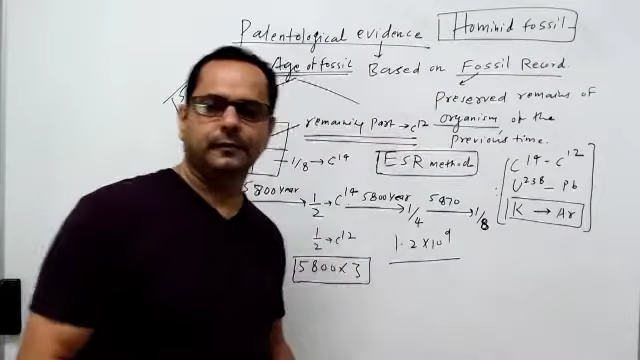 Palentological evidence
Hominid fossil
Age of fossil Based on Fossil Record.
Preserved remains of
organism of the
previous time.
remaining part → C12
1/8 → C14
ESR method
C14 - C12
U238 - Pb
K → Ar
5800 year 1/2 → C14 5800 year 1/4 5870 1/8
1/2 → C12
1.2 × 10^9
5800 × 3